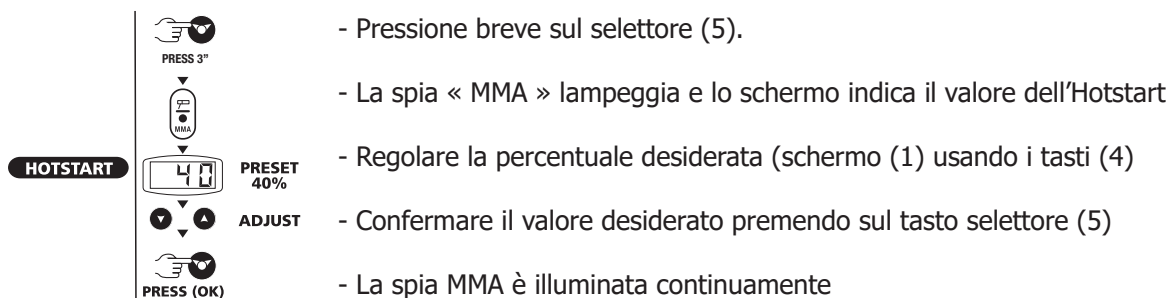 - Pressione breve sul selettore (5).
PRESS 3”
- La spia « MMA » lampeggia e lo schermo indica il valore dell’Hotstart
MMA
HOTSTART
40
PRESET
40%
- Regolare la percentuale desiderata (schermo (1) usando i tasti (4)
ADJUST
- Confermare il valore desiderato premendo sul tasto selettore (5)
PRESS (OK)
- La spia MMA è illuminata continuamente